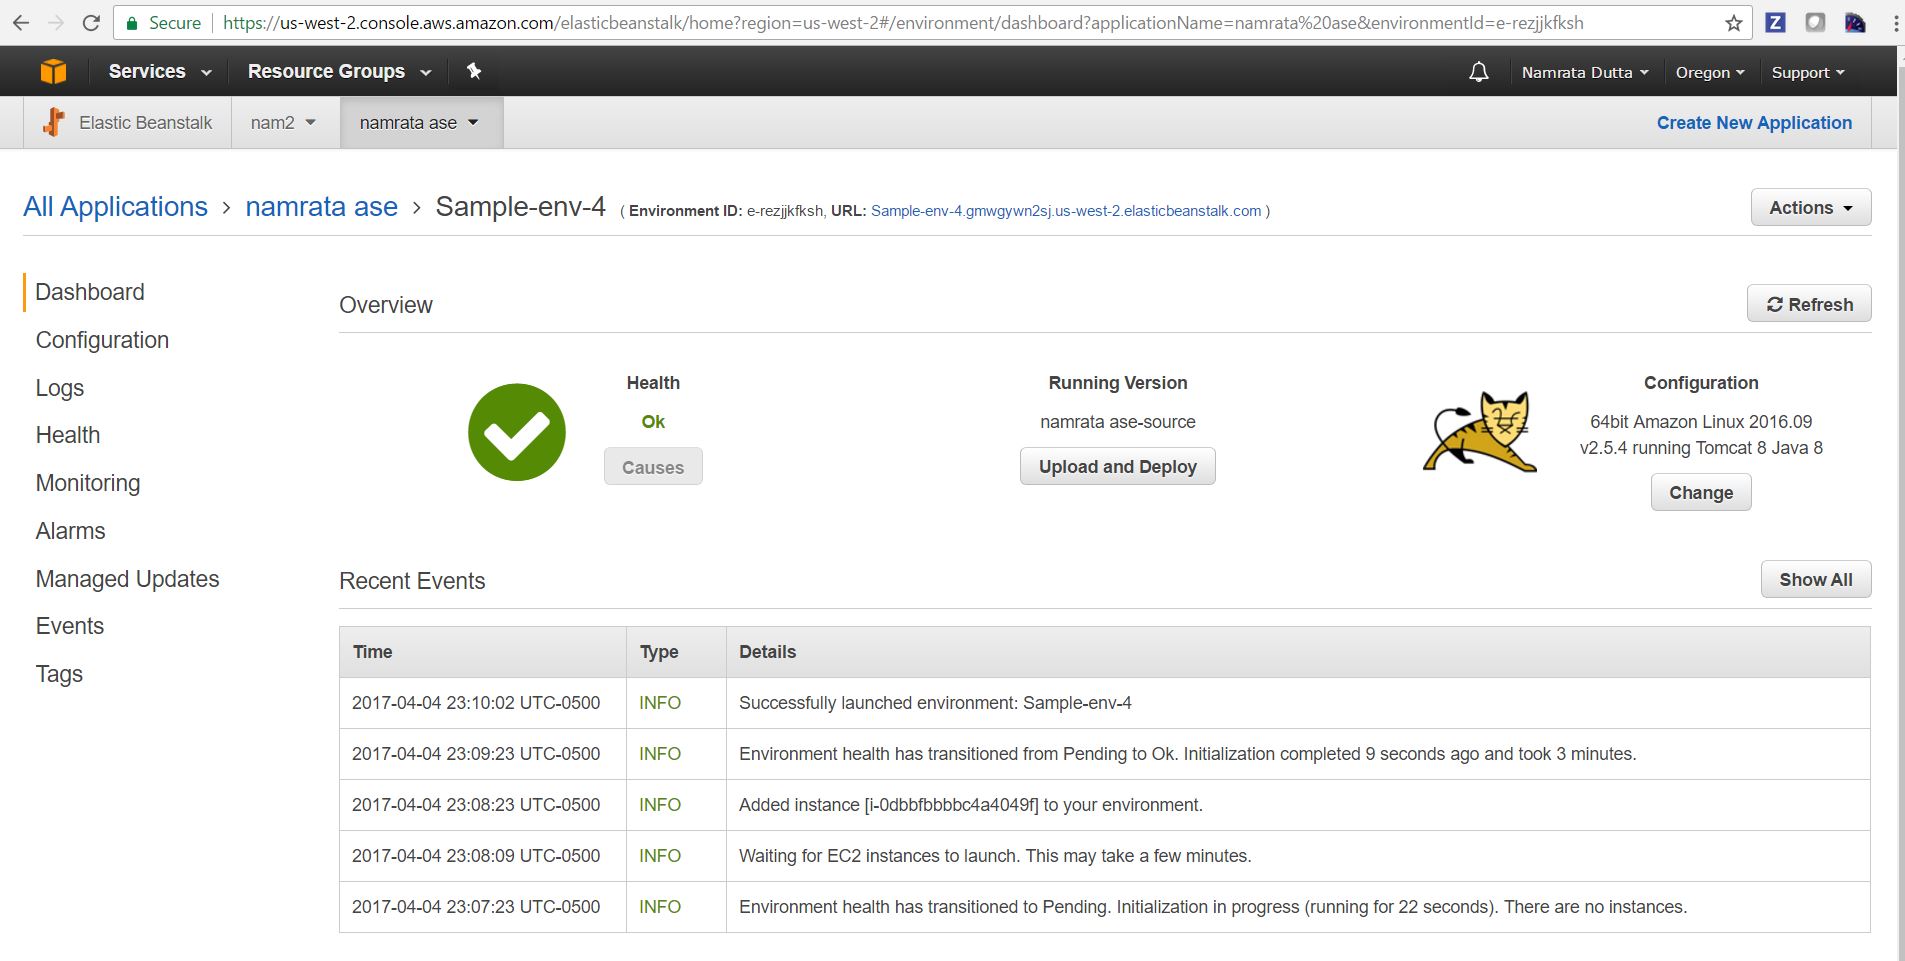 Secure https://us-west-2.console.aws.amazon.com/elasticbeanstalk/home?region=us-west-2#/environment/dashboard?applicationName=namrata%20ase&environmentId=e-rezjjkfksh Z
Services Resource Groups Namrata Dutta Oregon Support
Elastic Beanstalk nam2 namrata ase Create New Application
All Applications > namrata ase > Sample-env-4 ( Environment ID: e-rezjjkfksh, URL: Sample-env-4.gmwgywn2sj.us-west-2.elasticbeanstalk.com ) Actions
Dashboard
Configuration
Logs
Health
Monitoring
Alarms
Managed Updates
Events
Tags
Overview Refresh
Health
Ok
Causes
Running Version
namrata ase-source
Upload and Deploy
Configuration
64bit Amazon Linux 2016.09
v2.5.4 running Tomcat 8 Java 8
Change
Recent Events Show All
Time Type Details
2017-04-04 23:10:02 UTC-0500 INFO Successfully launched environment: Sample-env-4
2017-04-04 23:09:23 UTC-0500 INFO Environment health has transitioned from Pending to Ok. Initialization completed 9 seconds ago and took 3 minutes.
2017-04-04 23:08:23 UTC-0500 INFO Added instance [i-0dbbfbbbbc4a4049f] to your environment.
2017-04-04 23:08:09 UTC-0500 INFO Waiting for EC2 instances to launch. This may take a few minutes.
2017-04-04 23:07:23 UTC-0500 INFO Environment health has transitioned to Pending. Initialization in progress (running for 22 seconds). There are no instances.